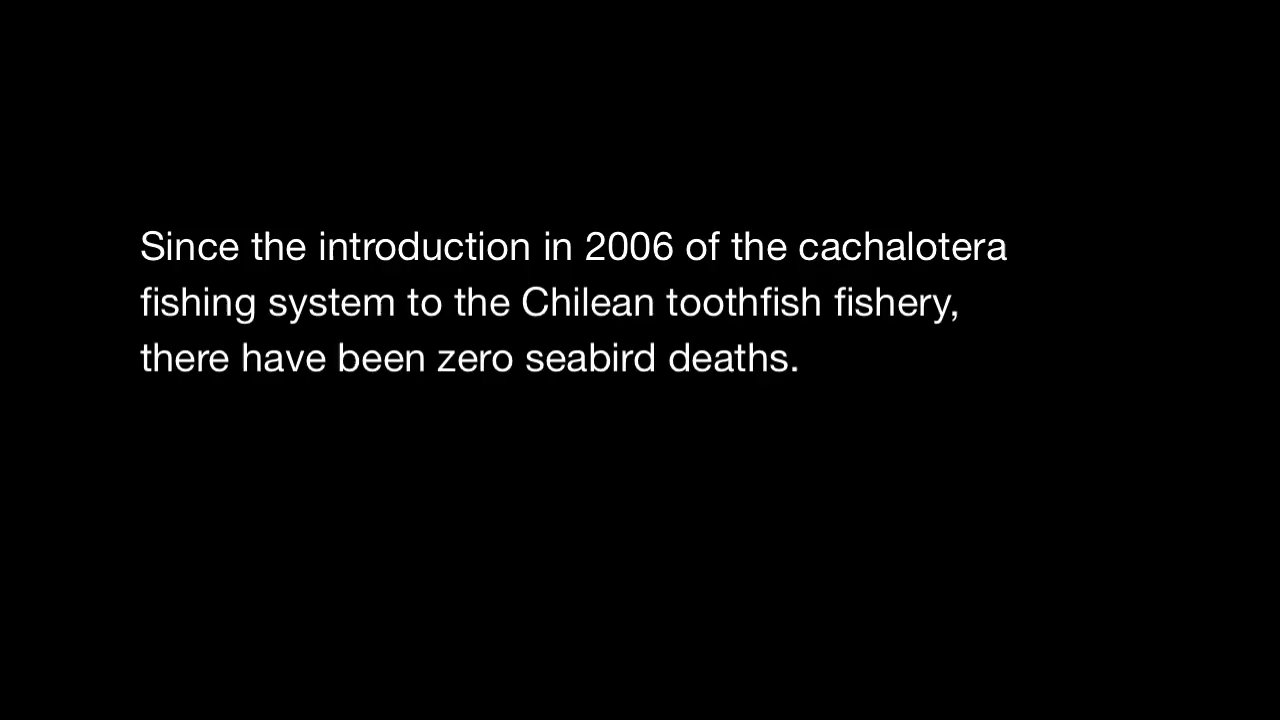 Since the introduction in 2006 of the cachalotera
fishing system to the Chilean toothfish fishery,
there have been zero seabird deaths.